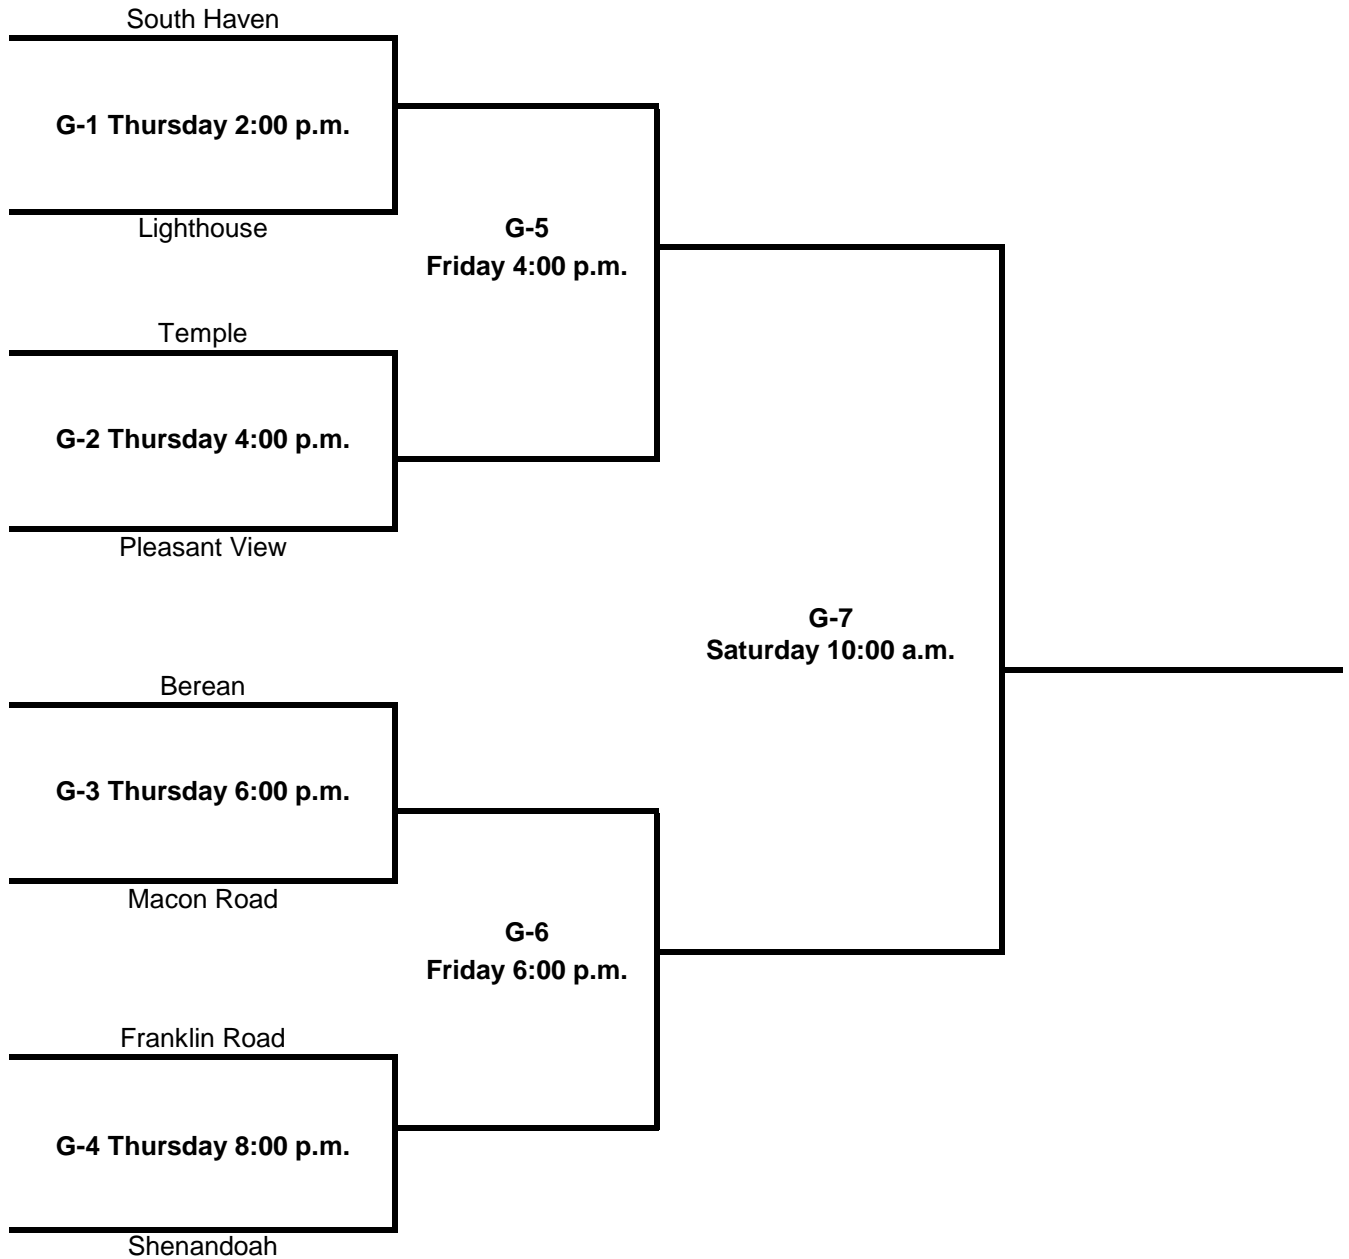 South Haven
G-1 Thursday 2:00 p.m.
Lighthouse
G-5
Friday 4:00 p.m.
Temple
G-2 Thursday 4:00 p.m.
Pleasant View
G-7
Saturday 10:00 a.m.
Berean
G-3 Thursday 6:00 p.m.
Macon Road
G-6
Friday 6:00 p.m.
Franklin Road
G-4 Thursday 8:00 p.m.
Shenandoah